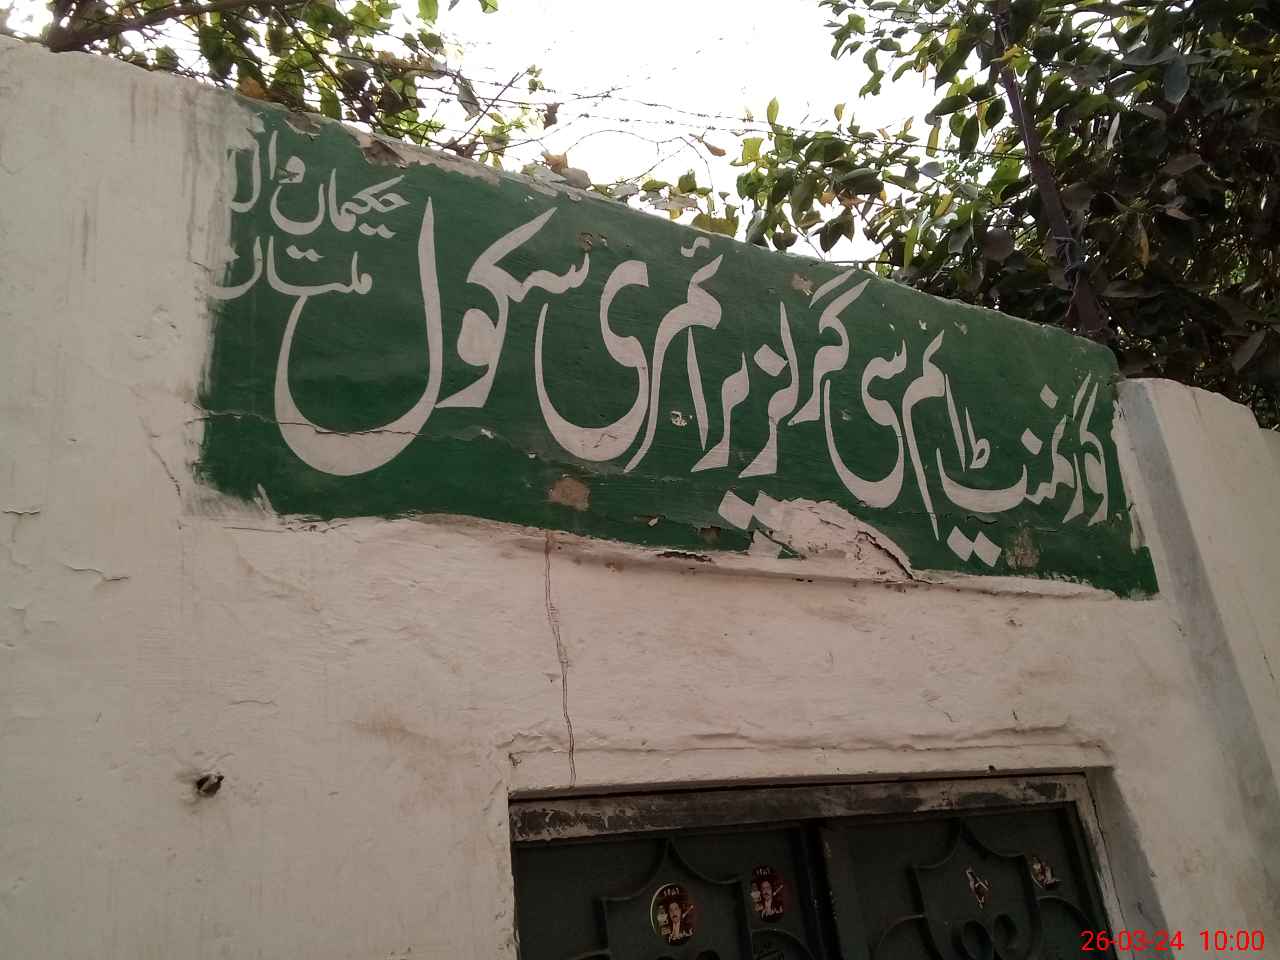 گورنمنٹ ایم سی گرلز پرائمری سکول
حکیماں والا
ملتان
26-03-24 10:00